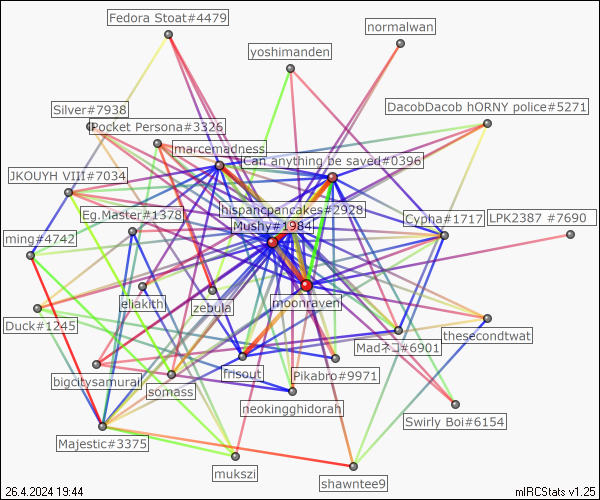 Fedora Stoat#4479
normalwan
yoshimanden
Silver#7938
DacobDacob hORNY police#5271
Pocket Persona#3326
marcemadness
Can anything be saved#0396
JKOUYH VIII#7034
Eg.Master#1378
hispancpancakes#2928
Mushy#1984
Cypha#1717
LPK2387 #7690
ming#4742
eliakith
zebula
moonraven
Duck#1245
thesecondtwat
Madネコ#6901
bigcitysamurai
somass
frisout
Pikabro#9971
neokingghidorah
Swirly Boi#6154
Majestic#3375
mukszi
shawntee9
26.4.2024 19:44
mIRCStats v1.25